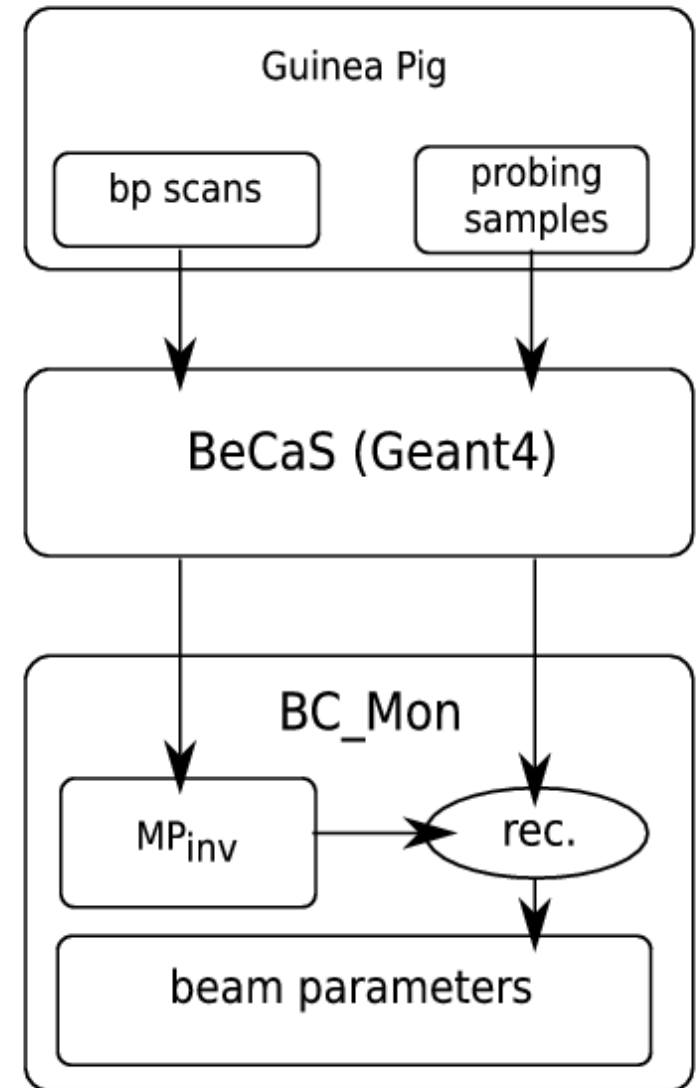 Guinea Pig
bp scans
probing
samples
BeCaS (Geant4)
BC_Mon
MPinv
rec.
beam parameters